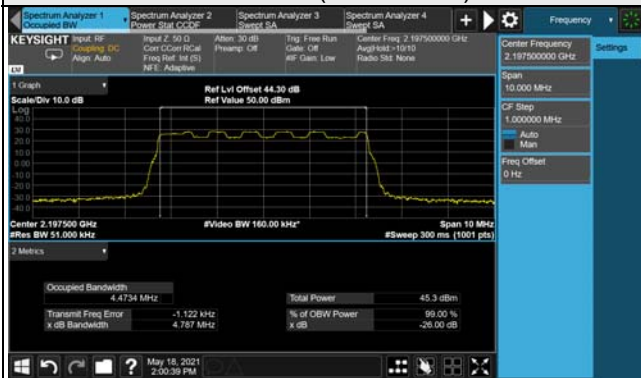 Spectrum Analyzer 1
Occupied BW
Spectrum Analyzer 2
Power Stat CCDF
Spectrum Analyzer 3
Swept SA
Spectrum Analyzer 4
Swept SA
Frequency
KEYSIGHT
Input: RF
Coupling: DC
Align: Auto
Input Z: 50 Ω
Corr CCorr RCal
Freq Ref: Int (S)
NFE: Adaptive
Atten: 30 dB
Preamp: Off
Trig: Free Run
Gate: Off
#IF Gain: Low
Center Freq: 2.197500000 GHz
Avg|Hold:>10/10
Radio Std: None
LM
Center Frequency
2.197500000 GHz
Settings
Span
10.000 MHz
CF Step
1.000000 MHz
Auto
Man
Freq Offset
0 Hz
1 Graph
Scale/Div 10.0 dB
Ref Lvl Offset 44.30 dB
Ref Value 50.00 dBm
Log
40.0
30.0
20.0
10.0
0.00
-10.0
-20.0
-30.0
-40.0
Center 2.197500 GHz
#Res BW 51.000 kHz
#Video BW 160.00 kHz*
Span 10 MHz
#Sweep 300 ms (1001 pts)
2 Metrics
Occupied Bandwidth
4.4734 MHz
Total Power
45.3 dBm
Transmit Freq Error
-1.122 kHz
% of OBW Power
99.00 %
x dB Bandwidth
4.787 MHz
x dB
-26.00 dB
May 18, 2021
2:00:39 PM